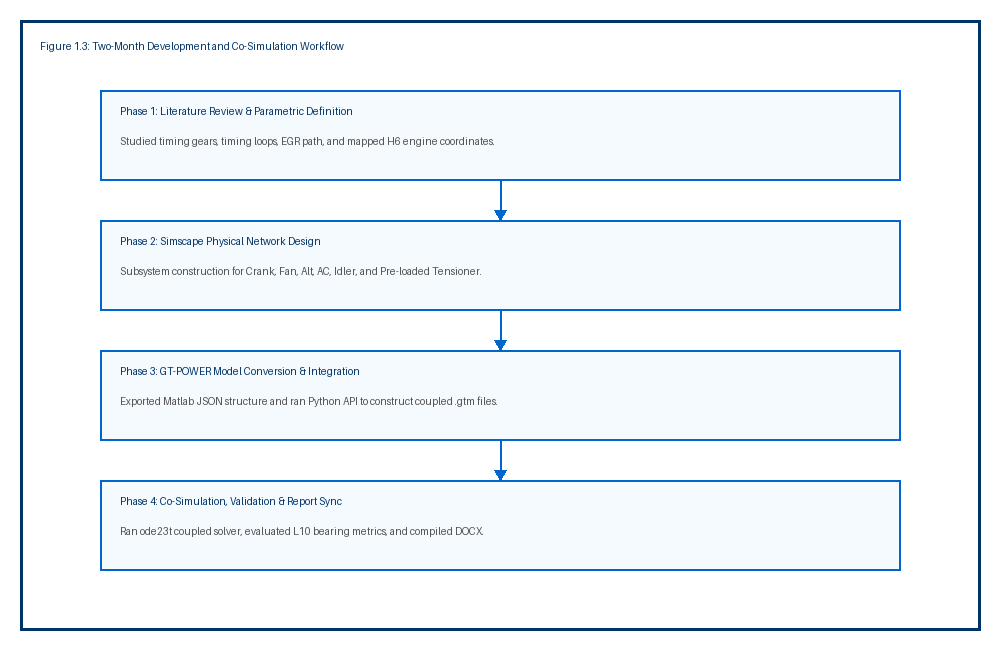 Figure 1.3: Two-Month Development and Co-Simulation Workflow
Phase 1: Literature Review & Parametric Definition
Studied timing gears, timing loops, EGR path, and mapped H6 engine coordinates.
Phase 2: Simscape Physical Network Design
Subsystem construction for Crank, Fan, Alt, AC, Idler, and Pre-loaded Tensioner.
Phase 3: GT-POWER Model Conversion & Integration
Exported Matlab JSON structure and ran Python API to construct coupled .gtm files.
Phase 4: Co-Simulation, Validation & Report Sync
Ran ode23t coupled solver, evaluated L10 bearing metrics, and compiled DOCX.